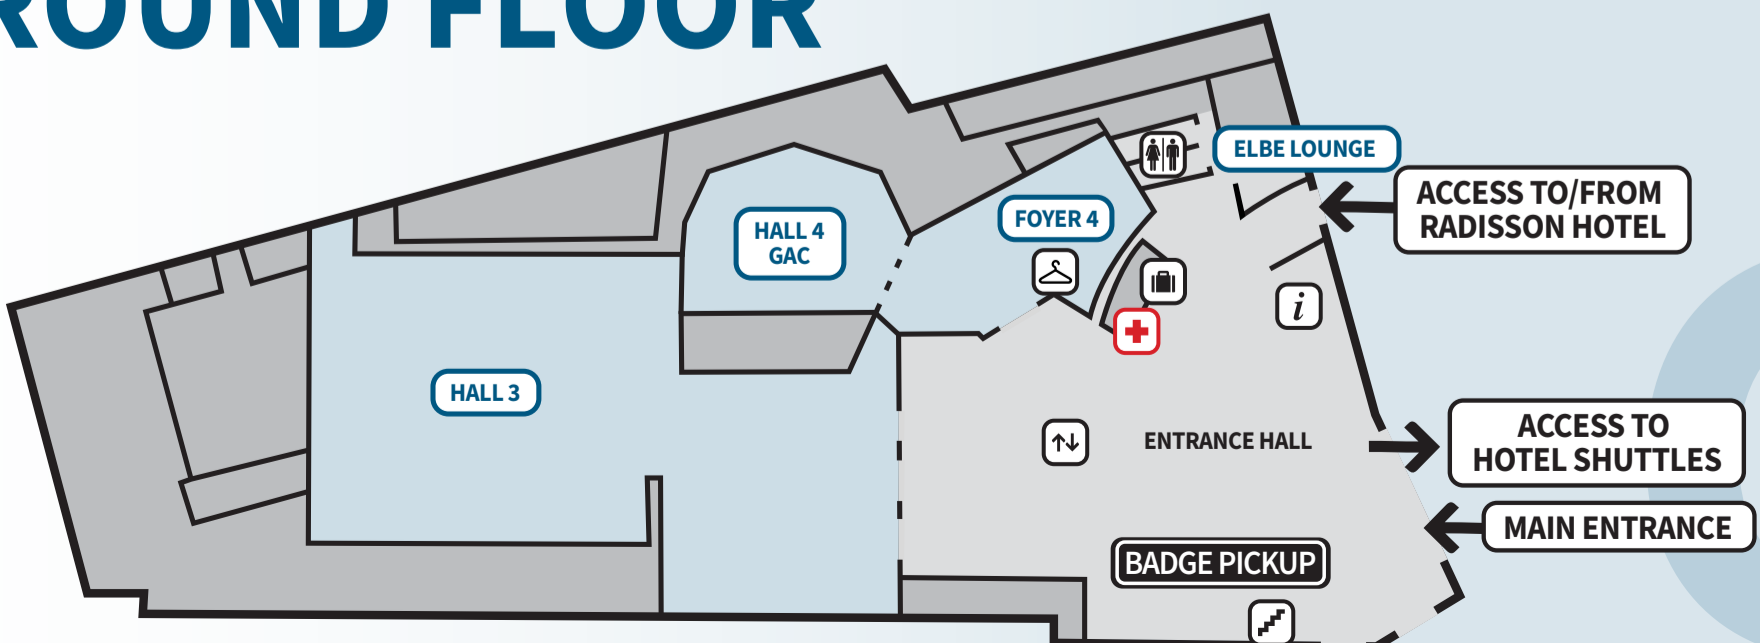 ROUND FLOOR
ELBE LOUNGE
ACCESS TO/FROM
RADISSON HOTEL
FOYER 4
HALL 4
GAC
i
HALL 3
ENTRANCE HALL
ACCESS TO
HOTEL SHUTTLES
MAIN ENTRANCE
BADGE PICKUP